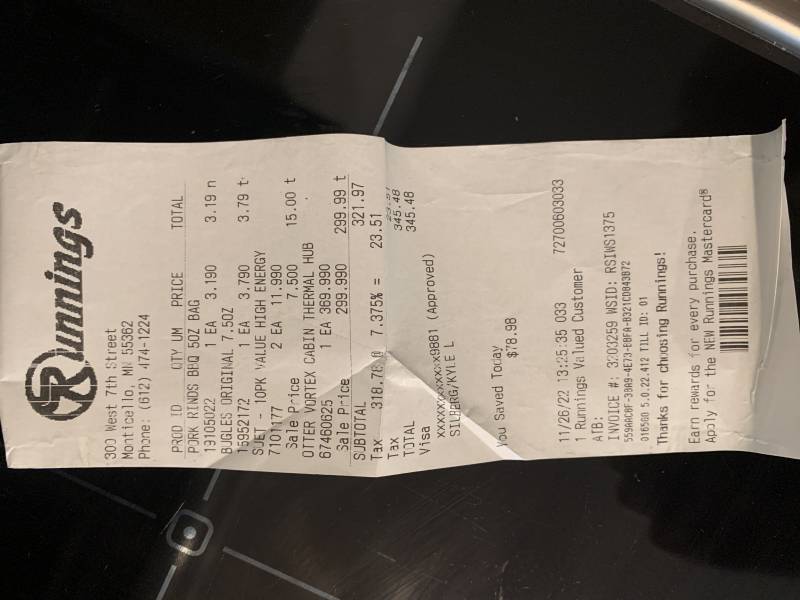 Runnings
1300 West 7th Street
Monticello, MN 55362
Phone: (612) 474-1224
PROD ID QTY UM PRICE TOTAL
PORK RINDS BBQ 5OZ BAG
19105022 1 EA 3.190 3.19 n
BUGLES ORIGINAL 7.5OZ
15952172 1 EA 3.790 3.79 t
SUET - 10PK VALUE HIGH ENERGY
7101177 2 EA 11.990
Sale Price 7.500 15.00 t
OTTER VORTEX CABIN THERMAL HUB
67460625 1 EA 369.990
Sale Price 299.990 299.99 t
SUBTOTAL 321.97
Tax 318.78 @ 7.375% = 23.51
Tax 23.51
TOTAL 345.48
Visa 345.48
xxxxxxxxxxxx9881 (Approved)
SILBERG/KYLE L
You Saved Today
$78.98
11/26/22 13:25:35 033 72700603033
1 Runnings Valued Customer
AIB:
INVOICE #: 3203259 WSID: RSIWS1375
016560 5.0.22.412 TILL ID: 01
Thanks for choosing Runnings!
Earn rewards for every purchase.
Apply for the NEW Runnings Mastercard®